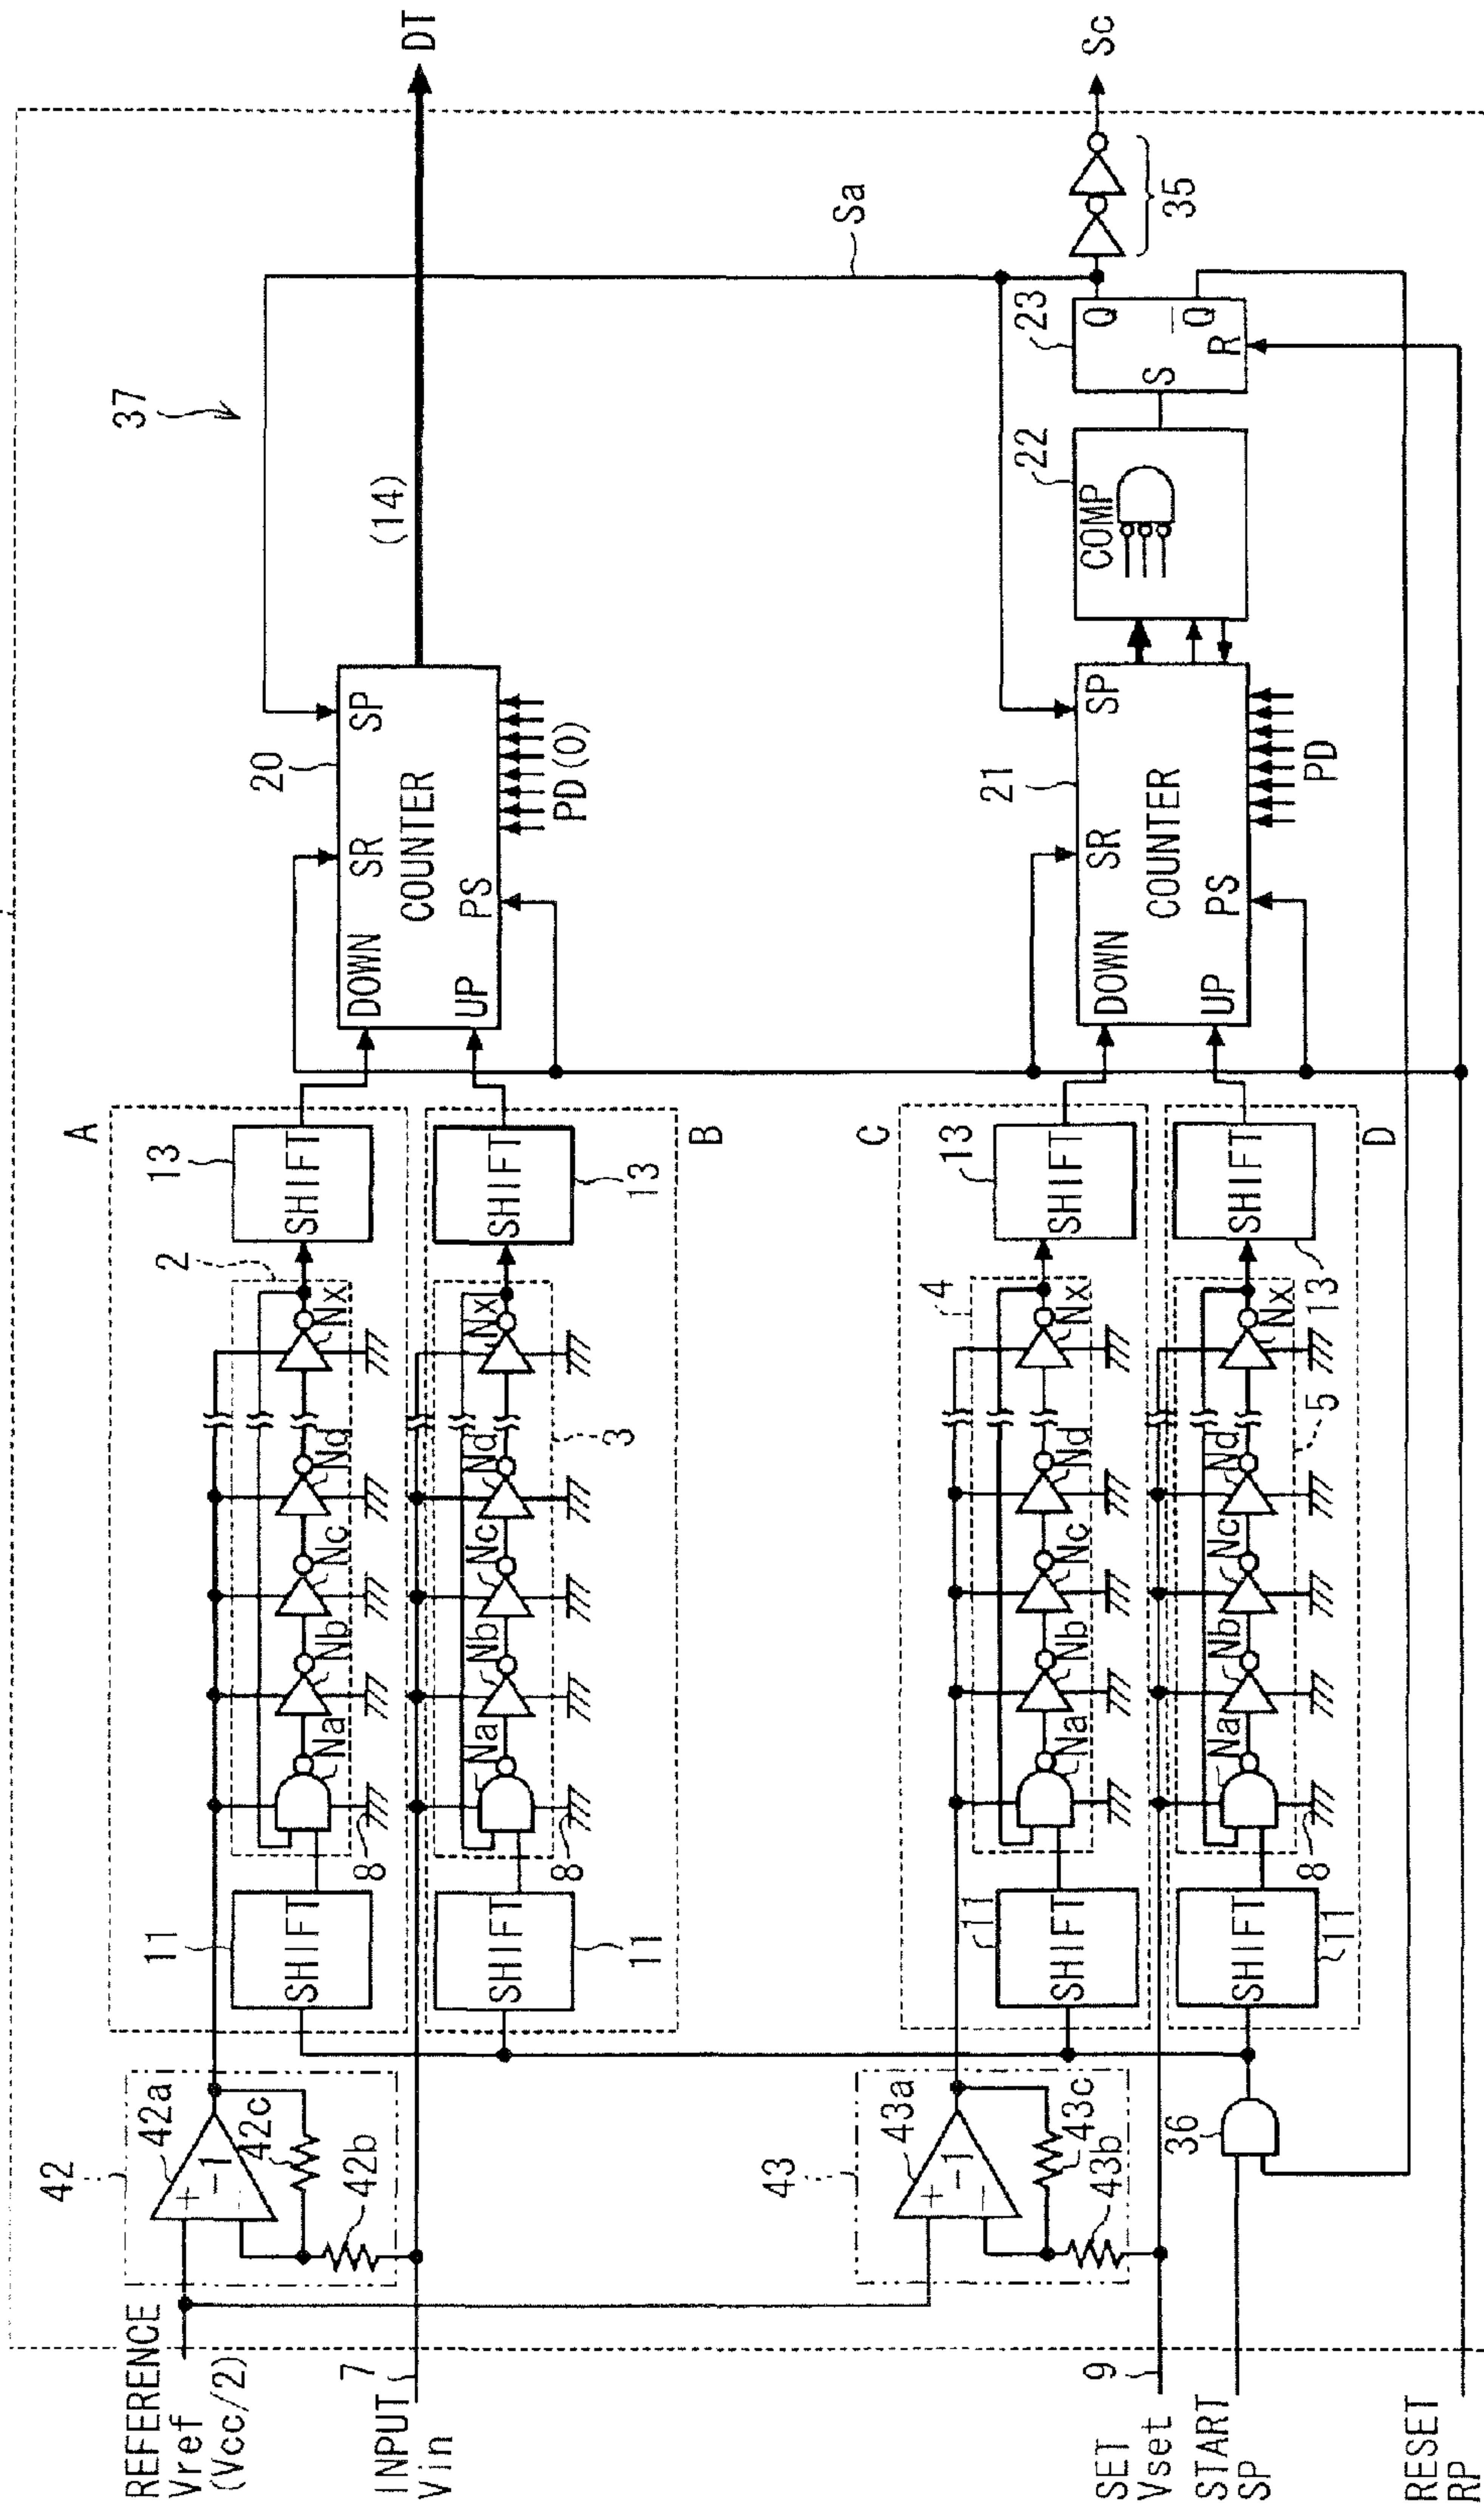 REFERENCE
Vref
(Vcc/2)
INPUT
Vin
7
SET
Vset
9
START
SP
RESET
RP
42
42a
-1
+
−
42c
42b
43
43a
-1
+
−
43c
43b
36
A
11
SHIFT
8
Na
Nb
Nc
Nd
Nx
2
13
SHIFT
B
11
SHIFT
8
Na
Nb
Nc
Nd
Nx
3
13
SHIFT
C
11
SHIFT
Na
Nb
Nc
Nd
Nx
4
13
SHIFT
D
11
SHIFT
8
Na
Nb
Nc
Nd
Nx
5
13
SHIFT
20
DOWN
SR
SP
COUNTER
UP
PS
PD(0)
(14)
37
DT
21
DOWN
SR
SP
COUNTER
UP
PS
PD
22
COMP
23
S
Q
Q
R
Sa
35
Sc